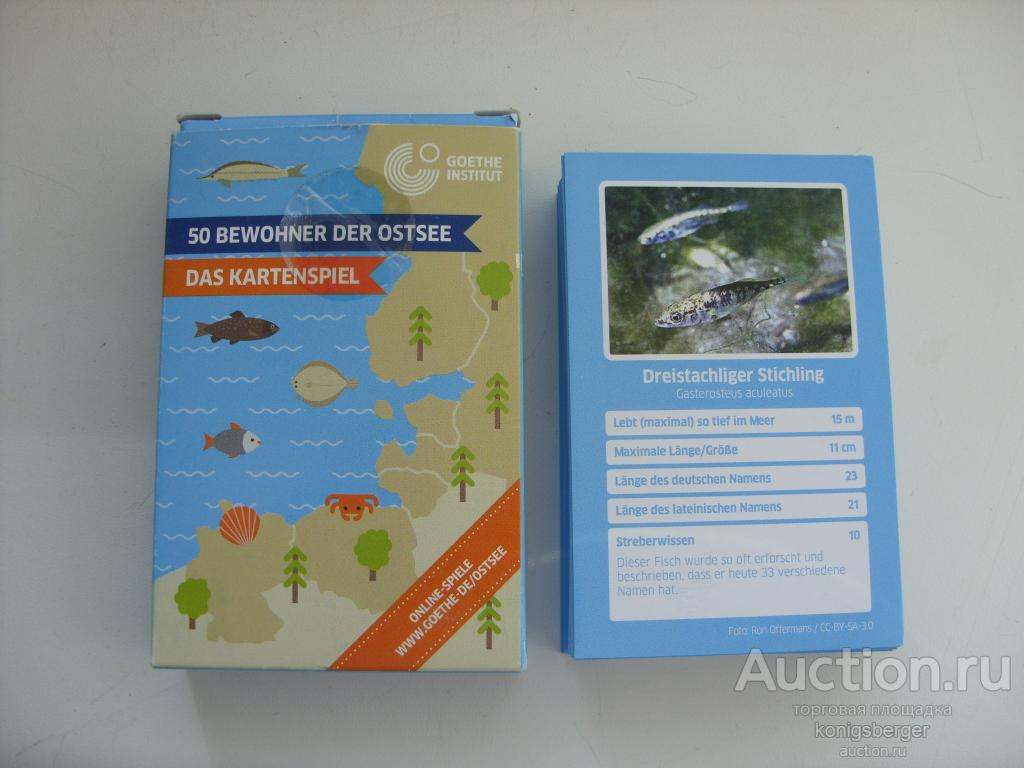 GOETHE
INSTITUT
50 BEWOHNER DER OSTSEE
DAS KARTENSPIEL
ONLINE-SPIELE
WWW.GOETHE-DE/OSTSEE
Dreistachliger Stichling
Gasterosteus aculeatus
Lebt (maximal) so tief im Meer 15 m
Maximale Länge/Größe 11 cm
Länge des deutschen Namens 23
Länge des lateinischen Namens 21
Streberwissen 10
Dieser Fisch wurde so oft erforscht und
beschrieben, dass er heute 33 verschiedene
Namen hat.
Foto: Ron Offermans / CC-BY-SA-3.0
Auction.ru
торговая площадка
konigsberger
auction.ru